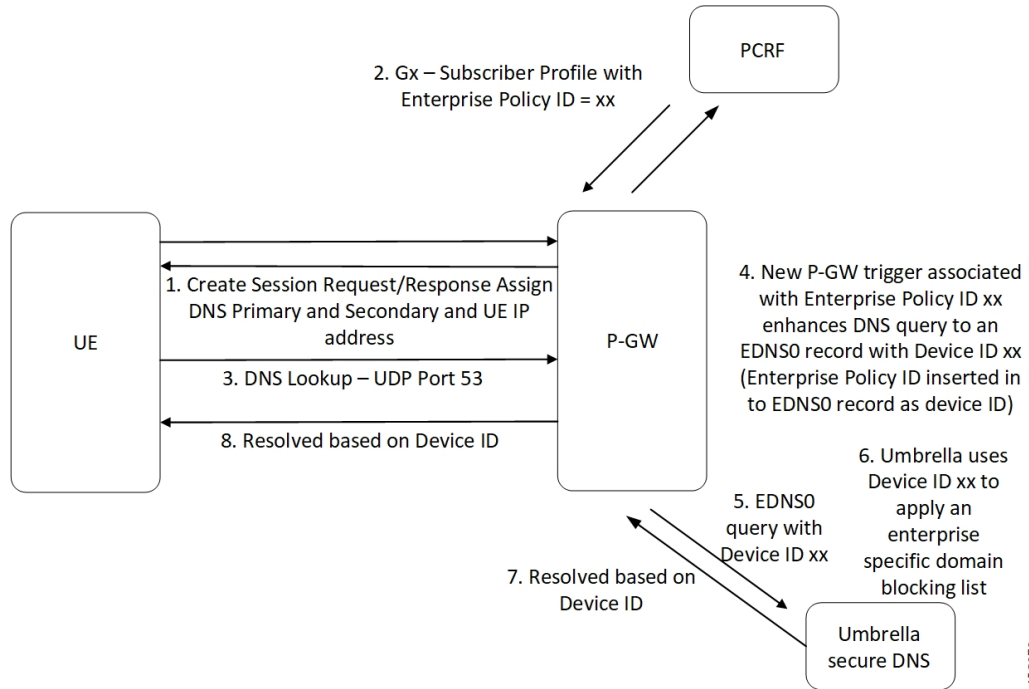 PCRF
2. Gx – Subscriber Profile with
Enterprise Policy ID = xx
UE
1. Create Session Request/Response Assign
DNS Primary and Secondary and UE IP
address
3. DNS Lookup – UDP Port 53
8. Resolved based on Device ID
P-GW
4. New P-GW trigger associated
with Enterprise Policy ID xx
enhances DNS query to an
EDNS0 record with Device ID xx
(Enterprise Policy ID inserted in
to EDNS0 record as device ID)
5. EDNS0
query with
Device ID xx
6. Umbrella uses
Device ID xx to
apply an
enterprise
specific domain
blocking list
7. Resolved based on
Device ID
Umbrella
secure DNS